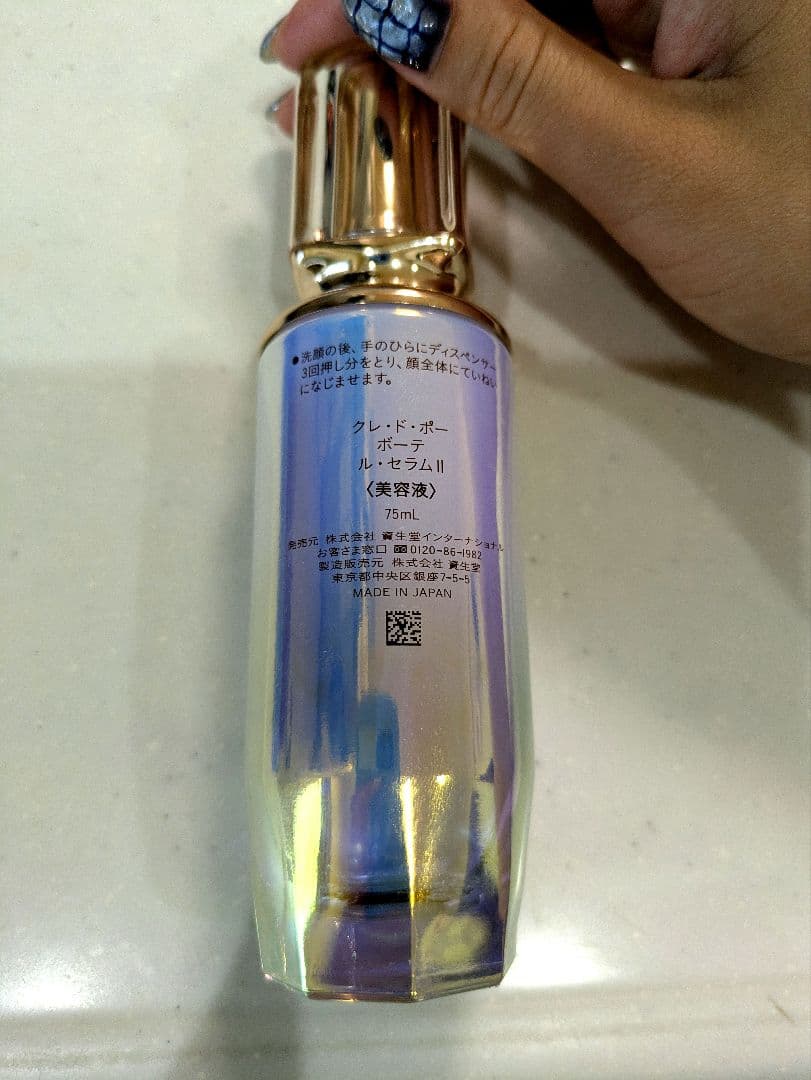 ●洗顔の後、手のひらにディスペンサー
3回押し分をとり、顔全体にていねい
になじませます。
クレ・ド・ポー
ボーテ
ル・セラムII
〈美容液〉
75mL
発売元 株式会社 資生堂インターナショナル
お客さま窓口 0120-86-1982
製造販売元 株式会社 資生堂
東京都中央区銀座7-5-5
MADE IN JAPAN